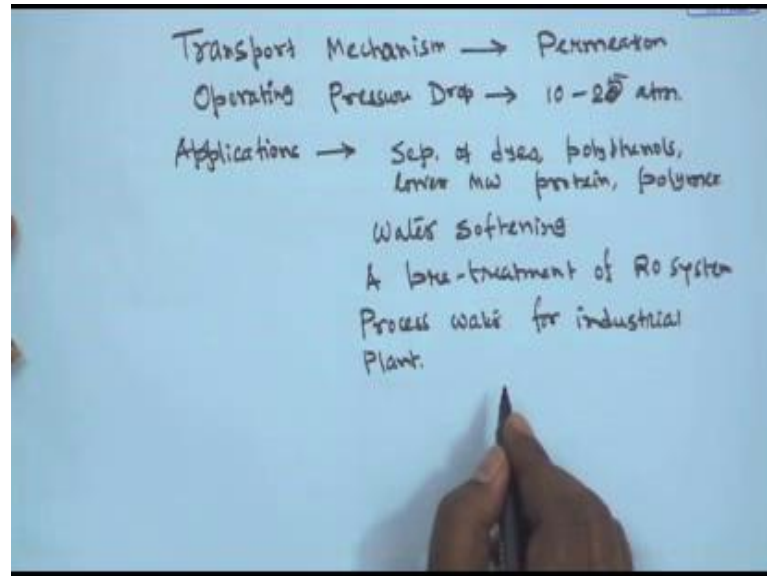 Transport Mechanism → Permeation
Operating Pressure Drop → 10-25 atm.
Applications → Sep. of dyes, polyphenols,
lower MW protein, polymer
Water softening
A pre-treatment of RO system
Process water for industrial
Plant.